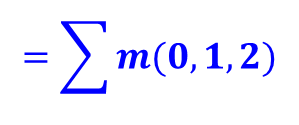 = ∑ m(0, 1, 2)